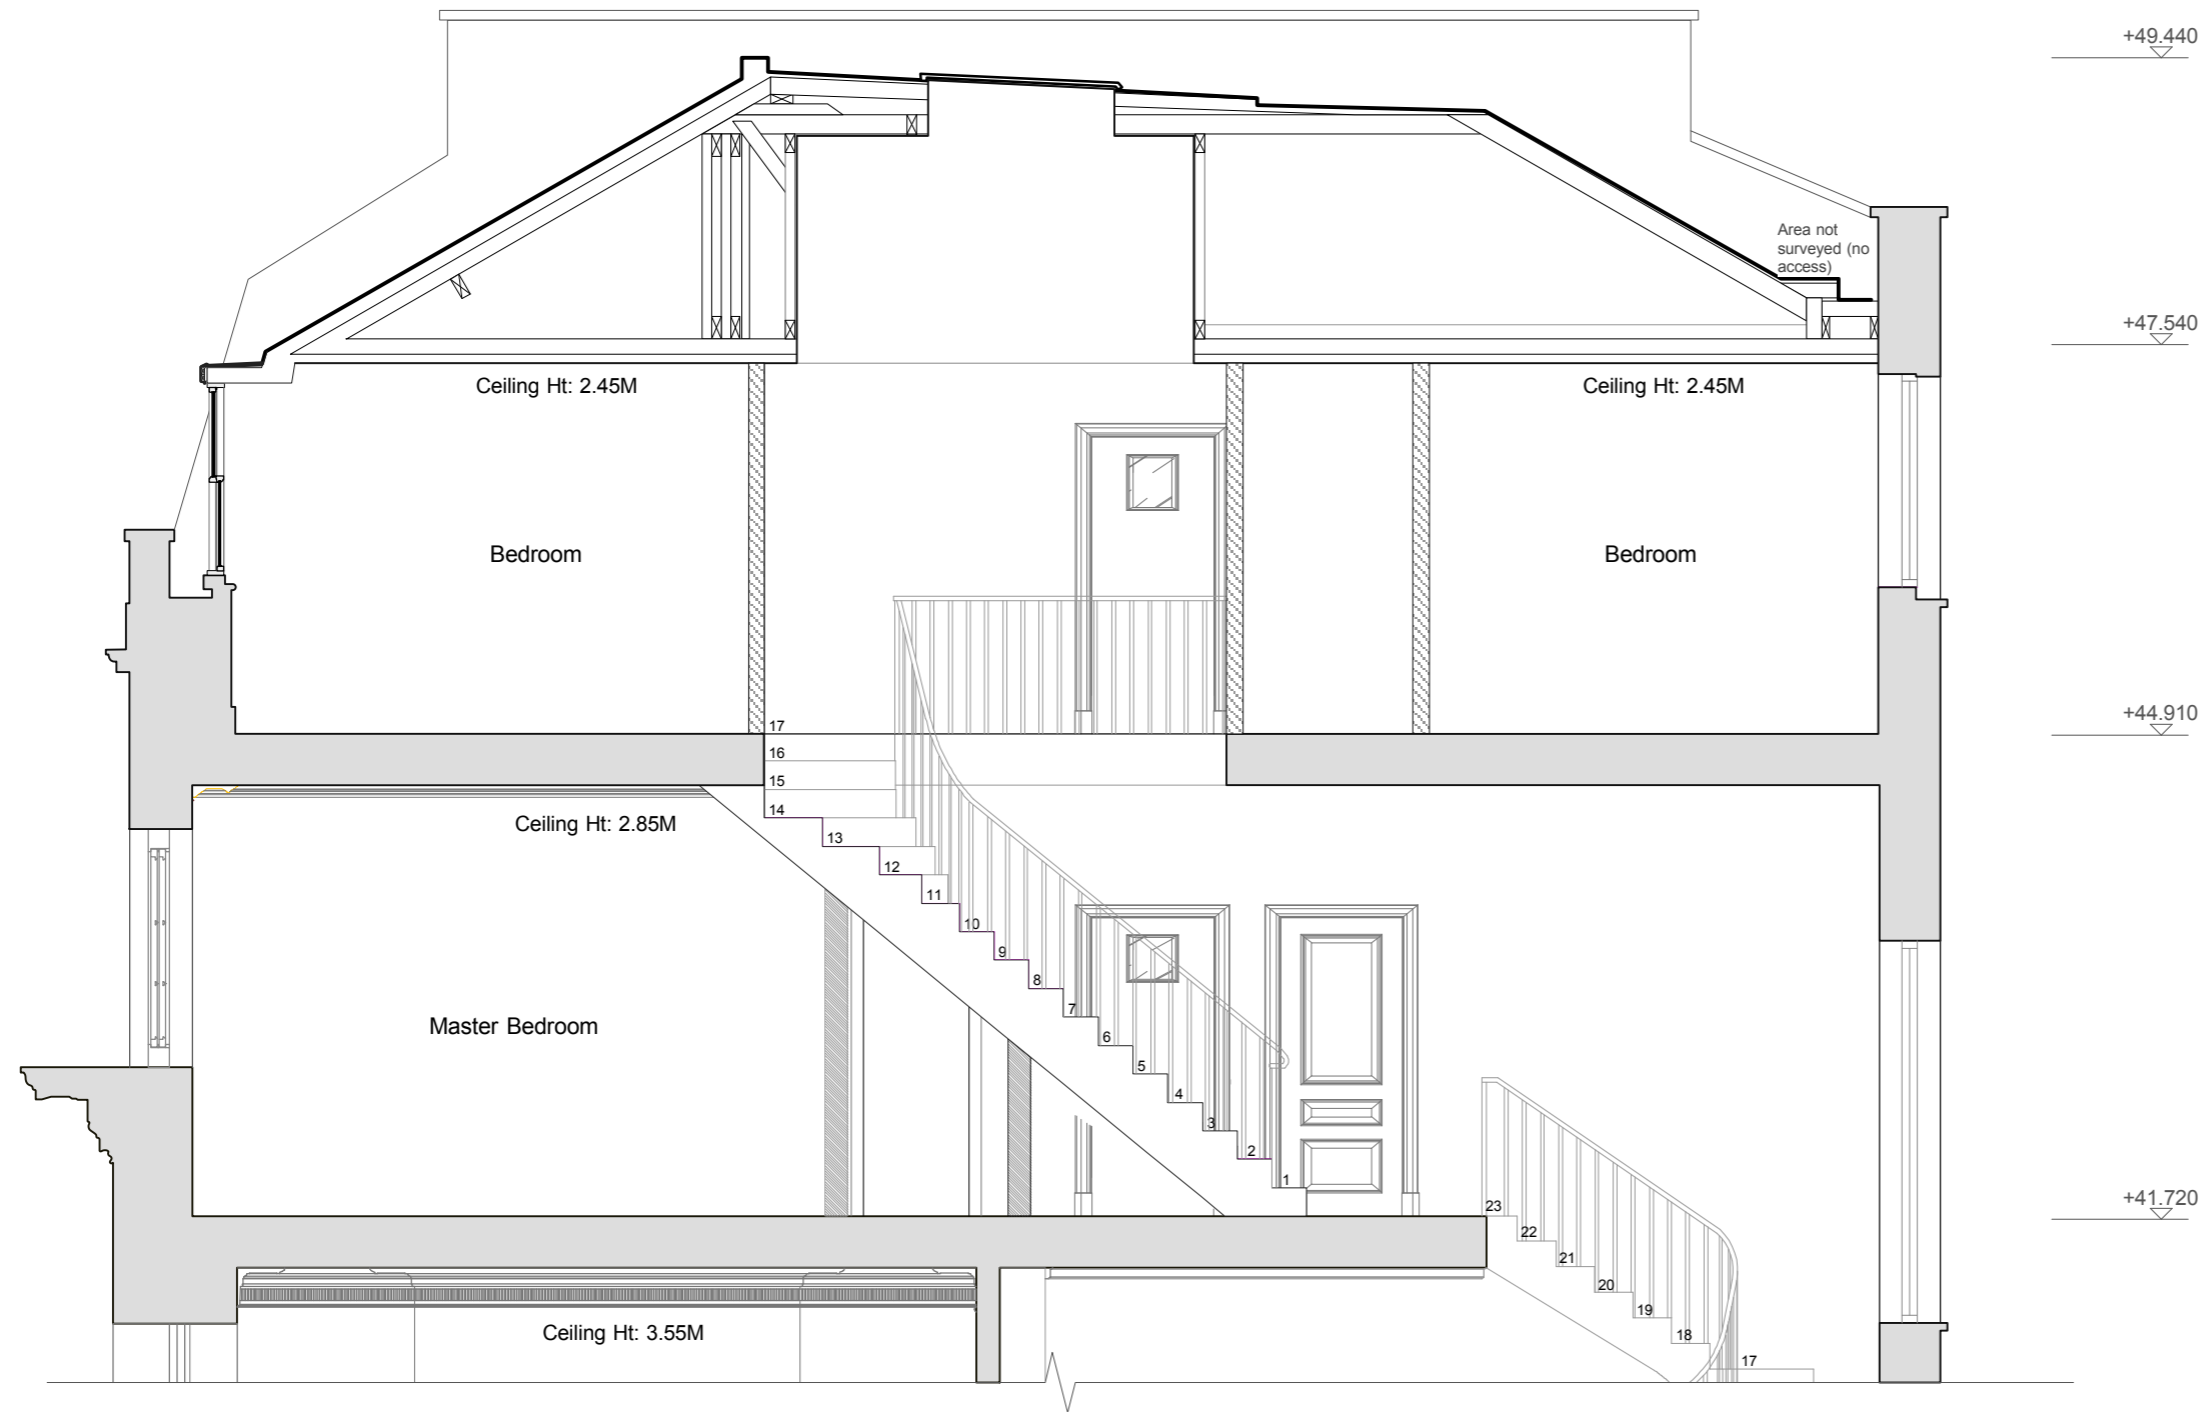 +49.440
Area not
surveyed (no
access)
+47.540
Ceiling Ht: 2.45M
Ceiling Ht: 2.45M
Bedroom
Bedroom
+44.910
17
16
15
14
Ceiling Ht: 2.85M
13
12
11
10
9
8
7
Master Bedroom
6
5
4
3
2
1
+41.720
23
22
21
20
19
18
Ceiling Ht: 3.55M
17